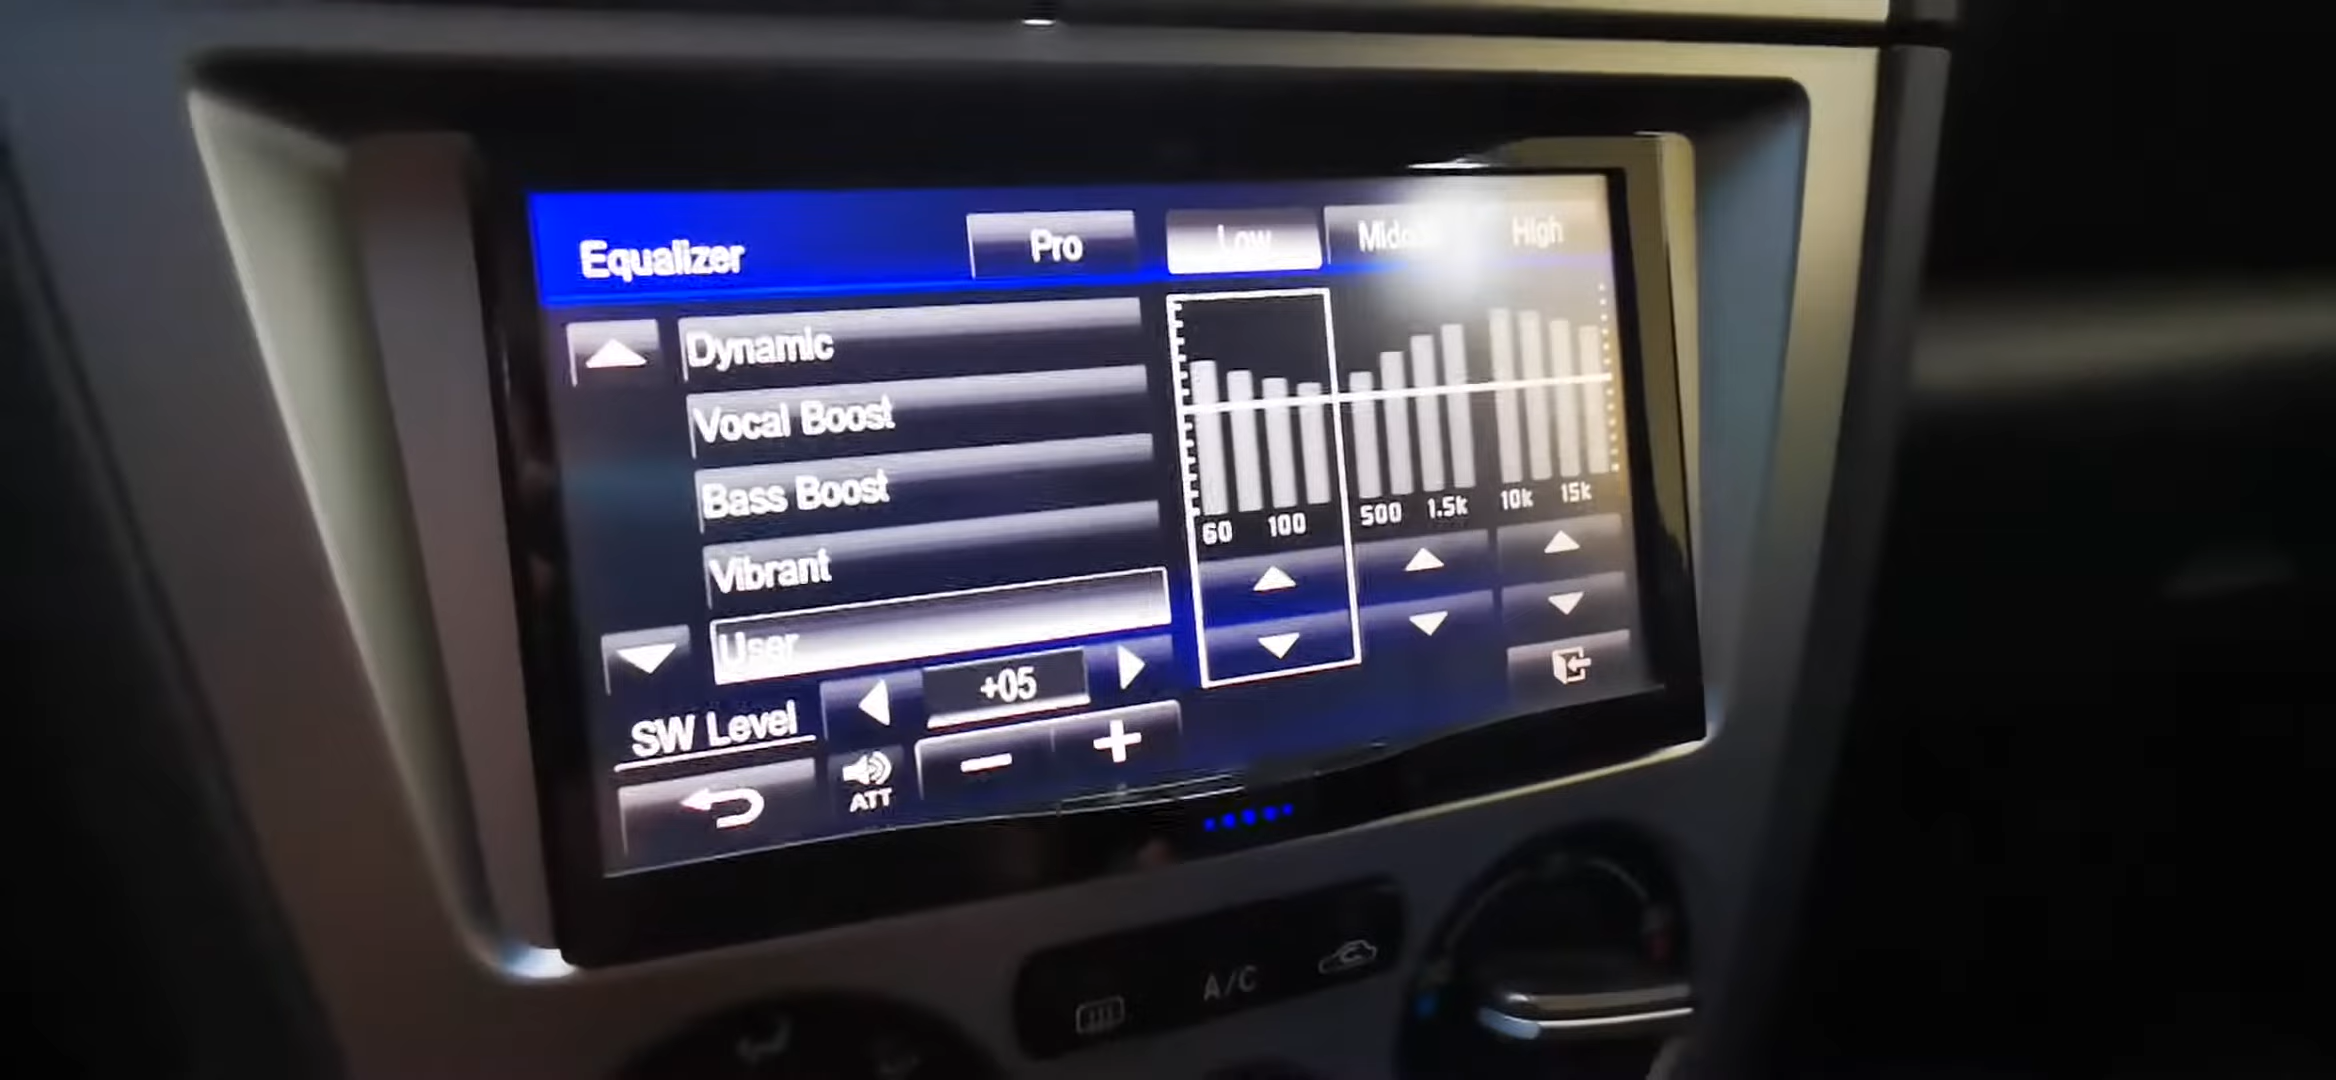 Equalizer
Pro
Low
High
Dynamic
Vocal Boost
Bass Boost
Vibrant
User
60 100 500 1.5k 10k 15k
SW Level
+05
ATT
A/C